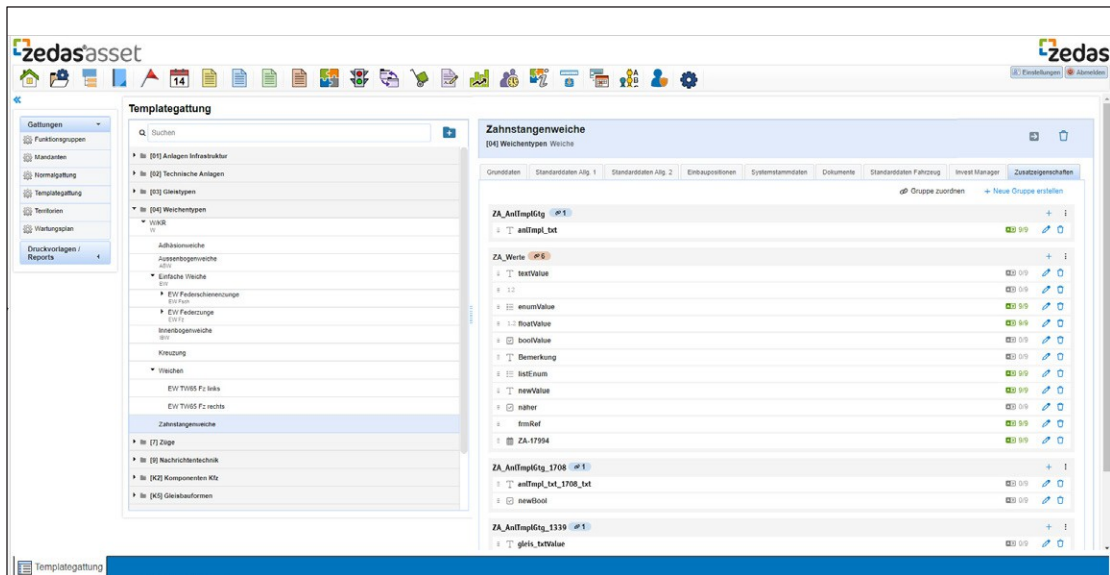 zedas®asset
zedas
14
Einstellungen Abmelden
Gattungen
Funktionsgruppen
Mandanten
Normalgattung
Templategattung
Territorien
Wartungsplan
Druckvorlagen /
Reports
Templategattung
Suchen
[01] Anlagen Infrastruktur
[02] Technische Anlagen
[03] Gleistypen
[04] Weichentypen
W/KR
W
Adhäsionweiche
Aussenbogenweiche
ABW
Einfache Weiche
EW
EW Federschienenzunge
EW Fsch
EW Federzunge
EW Fz
Innenbogenweiche
IBW
Kreuzung
Weichen
EW TW65 Fz links
EW TW65 Fz rechts
Zahnstangenweiche
[7] Züge
[9] Nachrichtentechnik
[K2] Komponenten Kfz
[K5] Gleisbauformen
Zahnstangenweiche
[04] Weichentypen Weiche
Grunddaten Standarddaten Allg. 1 Standarddaten Allg. 2 Einbaupositionen Systemstammdaten Dokumente Standarddaten Fahrzeug Invest Manager Zusatzeigenschaften
Gruppe zuordnen + Neue Gruppe erstellen
ZA_AnlTmplGtg 1
anlTmpl_txt 9/9
ZA_Werte 6
textValue 0/9
1.2 0/9
enumValue 9/9
1.2 floatValue 9/9
boolValue 0/9
Bemerkung 0/9
listEnum 9/9
newValue 9/9
näher 0/9
frmRef 9/9
ZA-17994 9/9
ZA_AnlTmplGtg_1708 1
anlTmpl_txt_1708_txt 0/9
newBool 0/9
ZA_AnlTmplGtg_1339 1
gleis_txtValue 0/9
Templategattung